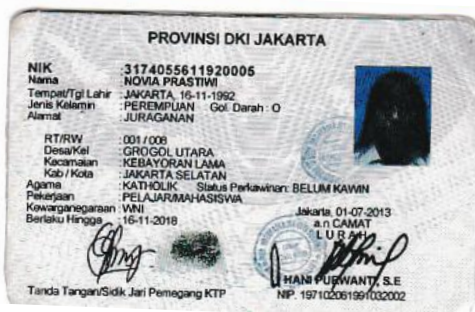 PROVINSI DKI JAKARTA
NIK :3174055611920005
Nama :NOVIA PRASTIWI
Tempat/Tgl Lahir :JAKARTA, 16-11-1992
Jenis Kelamin :PEREMPUAN Gol. Darah : O
Alamat :JURAGANAN
RT/RW :001/008
Desa/Kel :GROGOL UTARA
Kecamatan :KEBAYORAN LAMA
Kab/Kota :JAKARTA SELATAN
Agama :KATHOLIK Status Perkawinan: BELUM KAWIN
Pekerjaan :PELAJAR/MAHASISWA
Kewarganegaraan :WNI
Berlaku Hingga :16-11-2018
Jakarta, 01-07-2013
a.n CAMAT
LURAH
HANI PURWANTI, S.E
NIP. 197102061991032002
Tanda Tangan/Sidik Jari Pemegang KTP